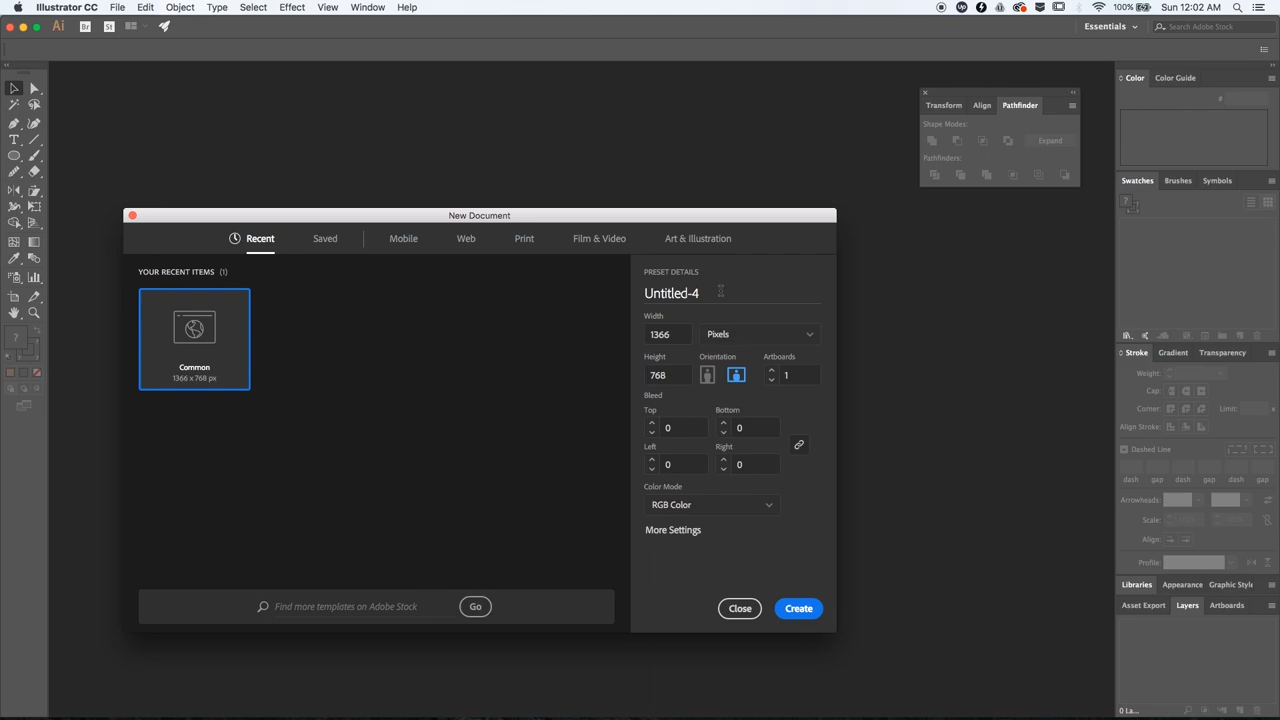 Illustrator CC File Edit Object Type Select Effect View Window Help
100% Sun 12:02 AM
Ai Br St Essentials Search Adobe Stock
Color Color Guide
#
Transform Align Pathfinder
Shape Modes:
Expand
Pathfinders:
Swatches Brushes Symbols
New Document
Recent Saved Mobile Web Print Film & Video Art & Illustration
YOUR RECENT ITEMS (1)
Common
1366 x 768 px
Find more templates on Adobe Stock Go
PRESET DETAILS
Untitled-4
Width
1366 Pixels
Height Orientation Artboards
768 1
Bleed
Top Bottom
0 0
Left Right
0 0
Color Mode
RGB Color
More Settings
Close Create
Stroke Gradient Transparency
Weight:
Cap:
Corner: Limit:
Align Stroke:
Dashed Line
dash gap dash gap dash gap
Arrowheads:
Scale:
Align:
Profile:
Libraries Appearance Graphic Style
Asset Export Layers Artboards
0 La...